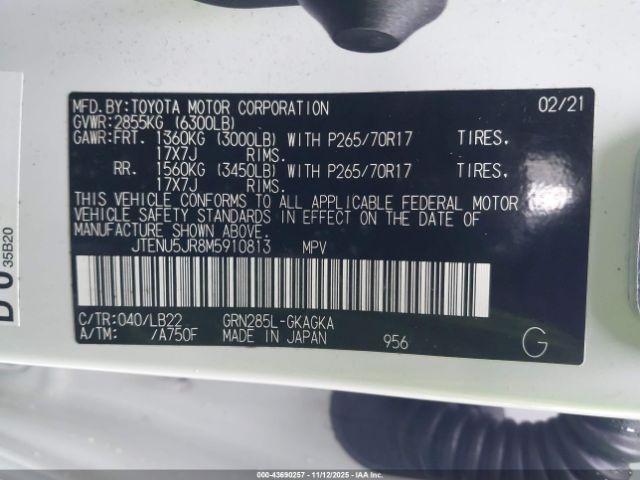 MFD.BY:TOYOTA MOTOR CORPORATION 02/21
GVWR:2855KG (6300LB)
GAWR:FRT. 1360KG (3000LB) WITH P265/70R17 TIRES,
17X7J RIMS.
RR. 1560KG (3450LB) WITH P265/70R17 TIRES,
17X7J RIMS.
THIS VEHICLE CONFORMS TO ALL APPLICABLE FEDERAL MOTOR
VEHICLE SAFETY STANDARDS IN EFFECT ON THE DATE OF
MANUFACTURE SHOWN ABOVE.
JTENU5JR8M5910813 MPV
C/TR:040/LB22 GRN285L-GKAGKA
A/TM: /A750F MADE IN JAPAN 956 G
35B20
000-43690257 - 11/12/2025 - IAAI.CA